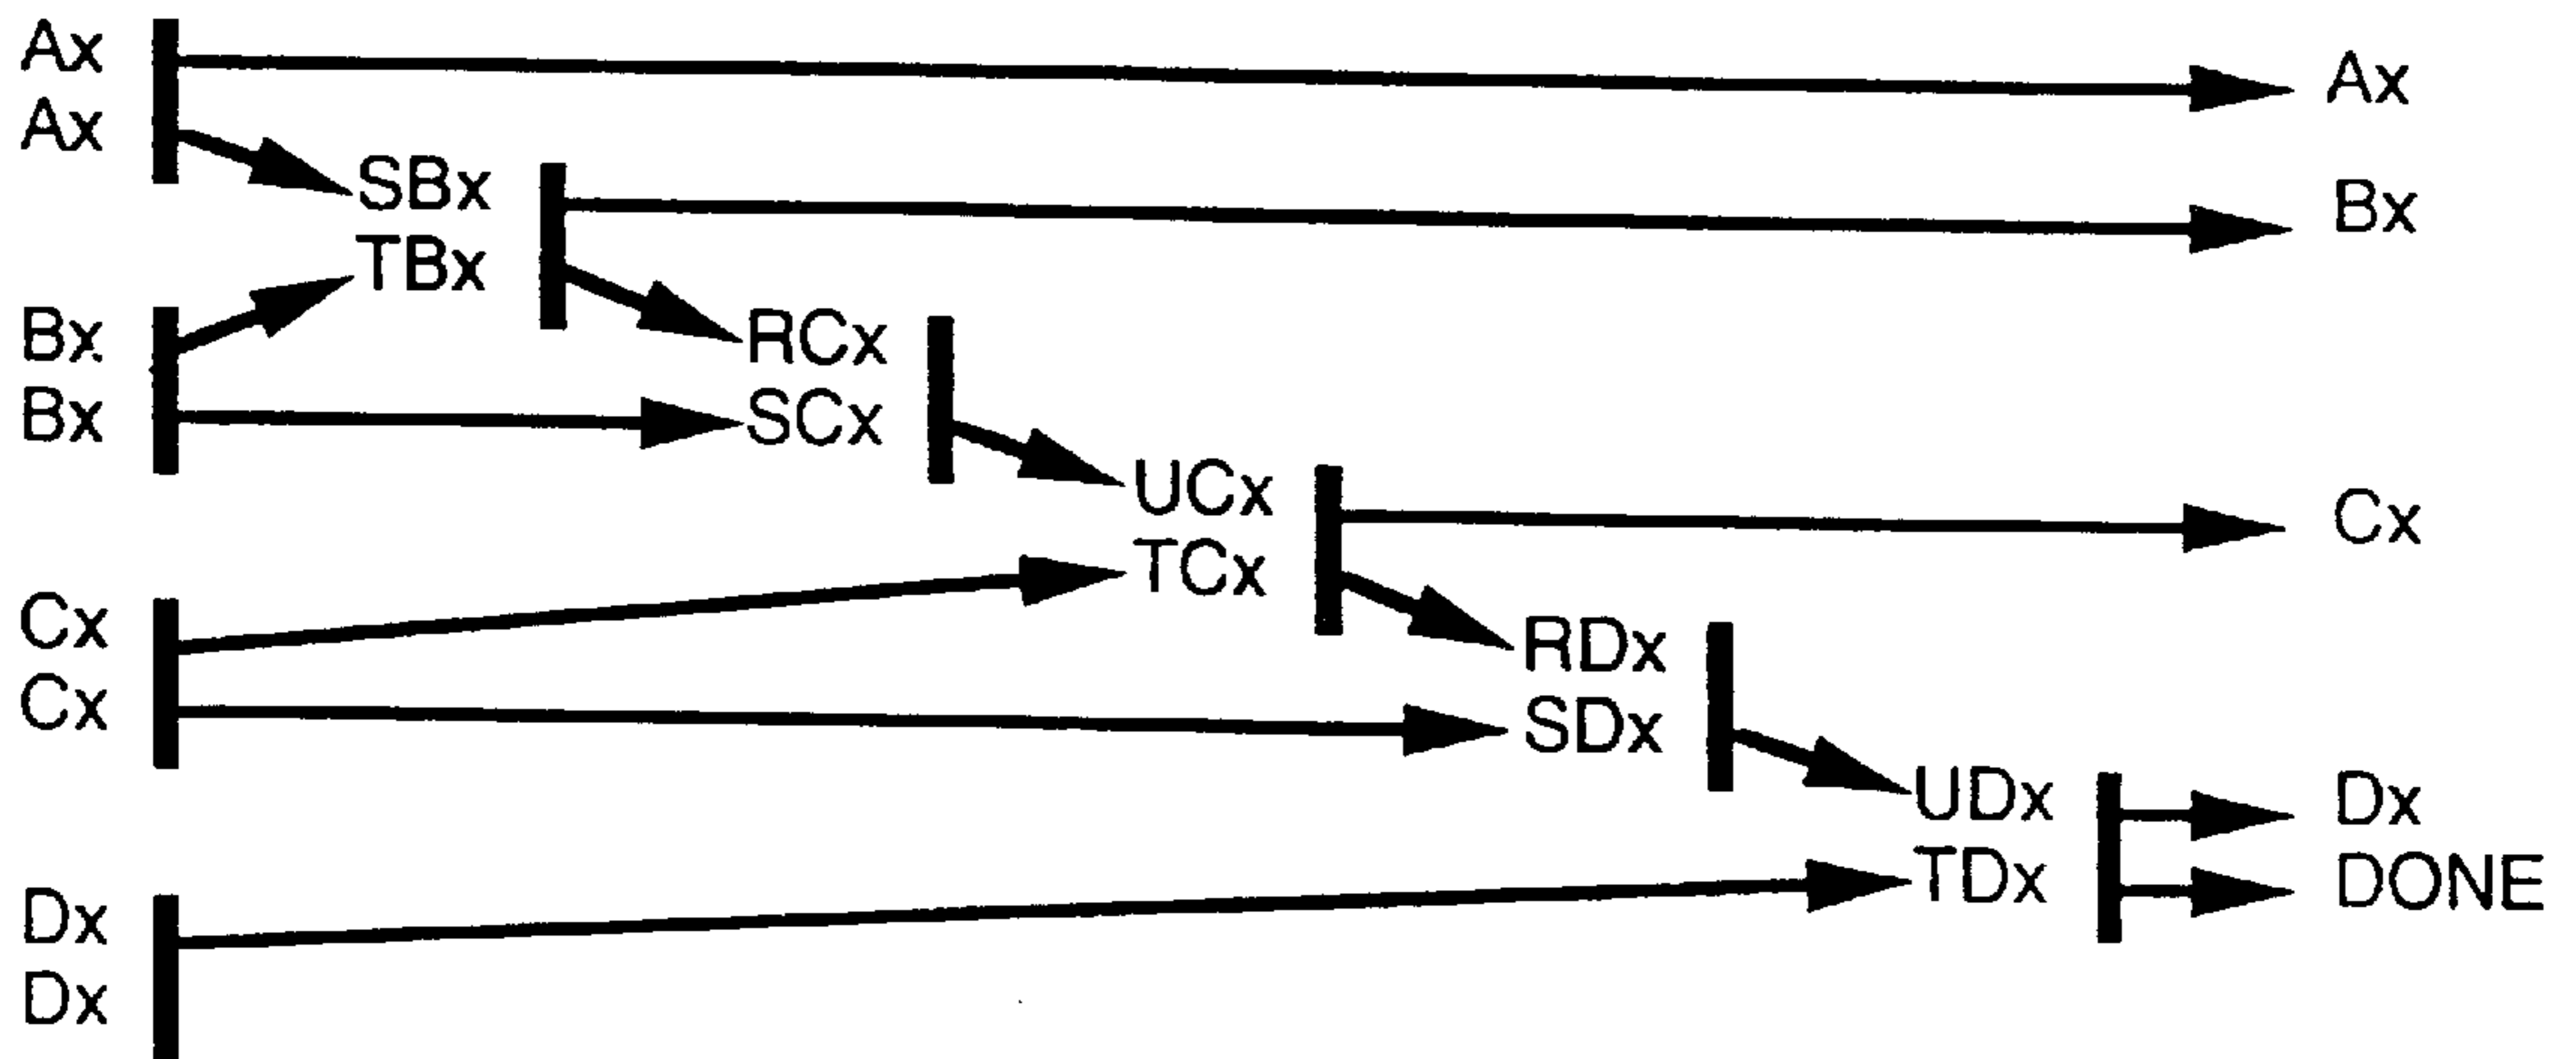 Ax
Ax
Ax
SBx
Bx
TBx
Bx
RCx
Bx
SCx
UCx
Cx
TCx
Cx
RDx
Cx
SDx
UDx
Dx
TDx
DONE
Dx
Dx